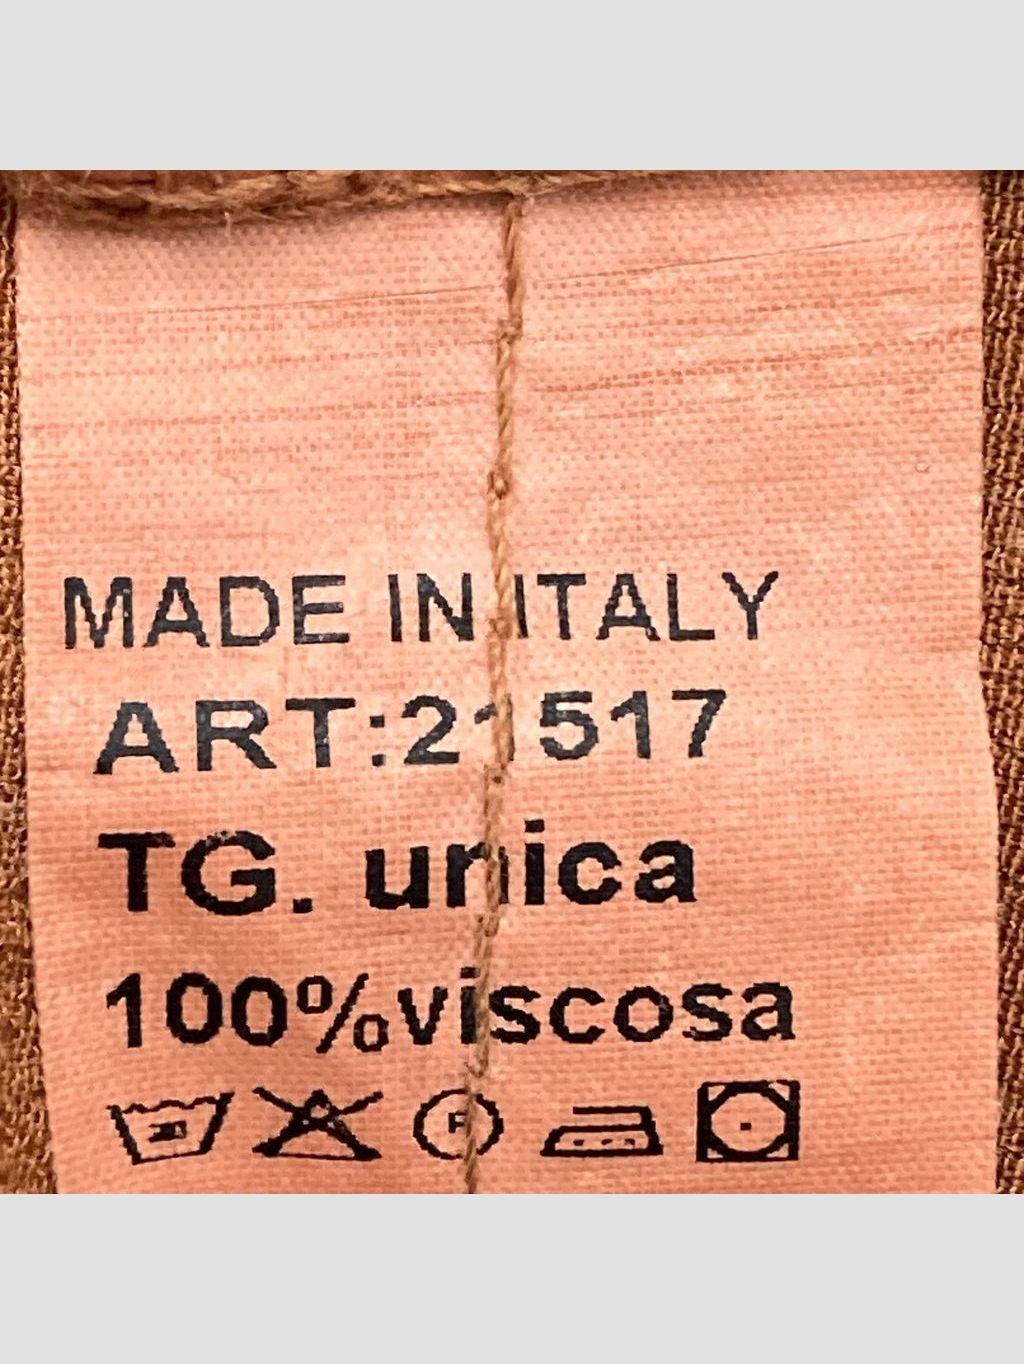 MADE IN ITALY
ART:21517
TG. unica
100%viscosa